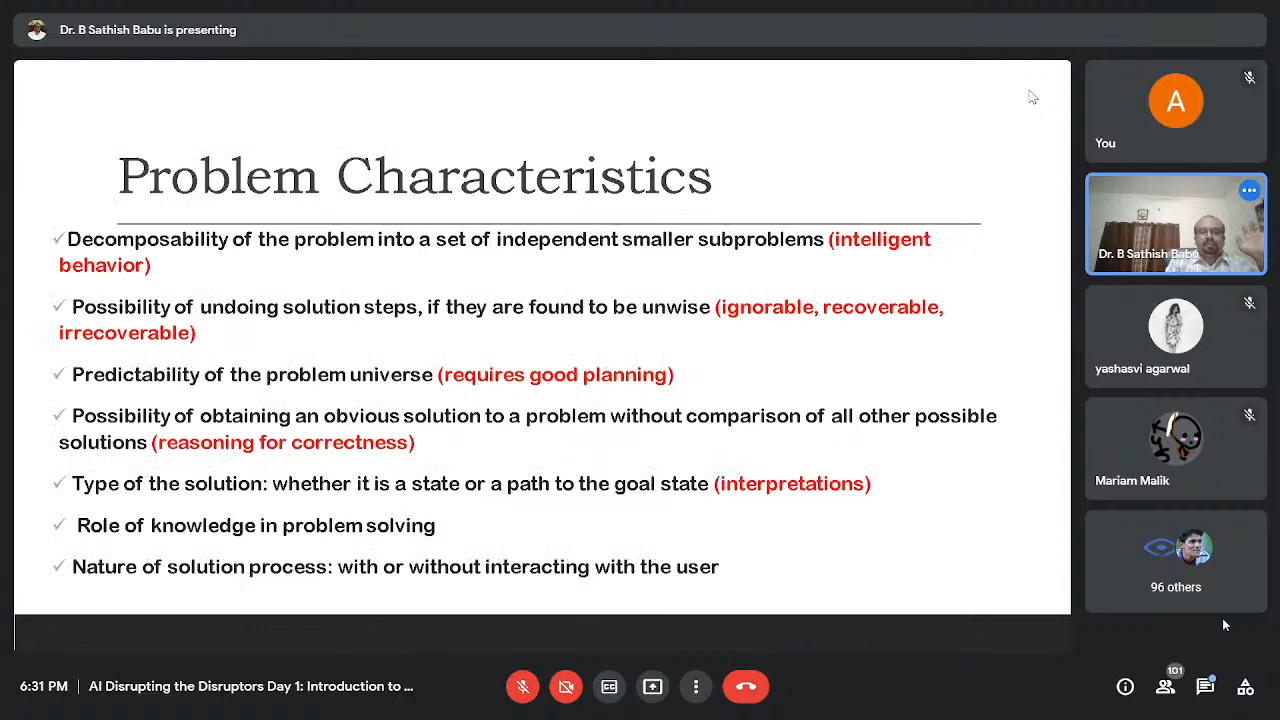 Dr. B Sathish Babu is presenting
Problem Characteristics
✓Decomposability of the problem into a set of independent smaller subproblems (intelligent
behavior)
✓ Possibility of undoing solution steps, if they are found to be unwise (ignorable, recoverable,
irrecoverable)
✓ Predictability of the problem universe (requires good planning)
✓ Possibility of obtaining an obvious solution to a problem without comparison of all other possible
solutions (reasoning for correctness)
✓ Type of the solution: whether it is a state or a path to the goal state (interpretations)
✓ Role of knowledge in problem solving
✓ Nature of solution process: with or without interacting with the user
A
You
Dr. B Sathish Babu
yashasvi agarwal
Mariam Malik
96 others
6:31 PM | AI Disrupting the Disruptors Day 1: Introduction to ...
CC
101